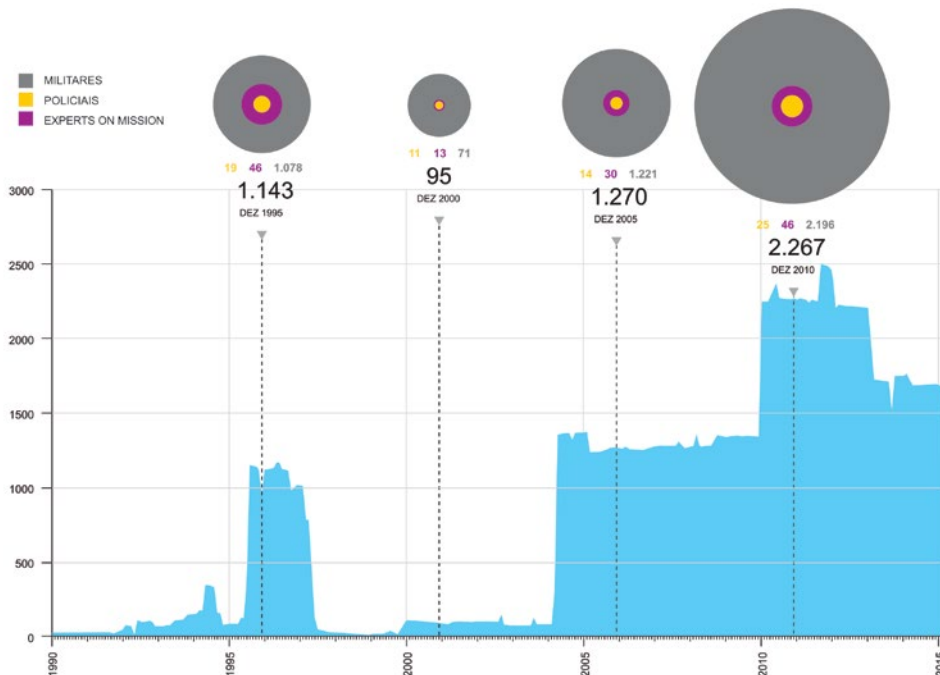 MILITARES
POLICIAIS
EXPERTS ON MISSION
19 46 1.078
1.143
DEZ 1995
11 13 71
95
DEZ 2000
14 30 1.221
1.270
DEZ 2005
25 46 2.196
2.267
DEZ 2010
3000
2500
2000
1500
1000
500
0
1990
1995
2000
2005
2010
2015